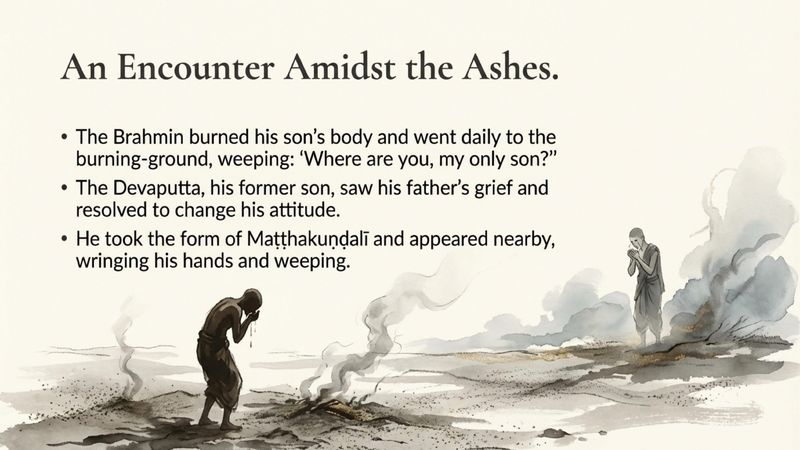 An Encounter Amidst the Ashes.
• The Brahmin burned his son’s body and went daily to the
burning-ground, weeping: ‘Where are you, my only son?”
• The Devaputta, his former son, saw his father’s grief and
resolved to change his attitude.
• He took the form of Maṭṭhakuṇḍalī and appeared nearby,
wringing his hands and weeping.